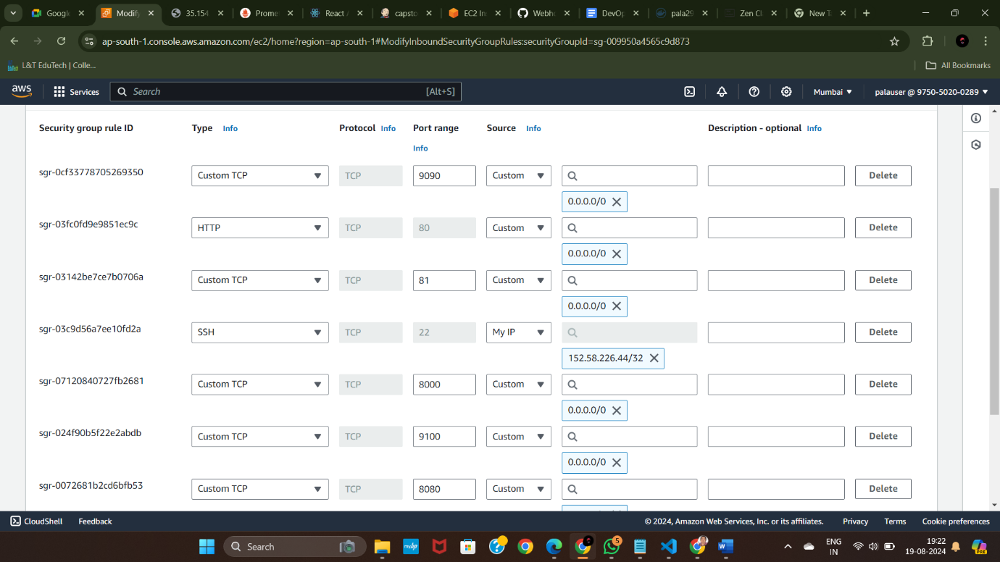 Google
Modify
35.154
Prome
React A
capsto
EC2 In
Webho
DevOp
pala29
Zen Cl
New T
ap-south-1.console.aws.amazon.com/ec2/home?region=ap-south-1#ModifyInboundSecurityGroupRules:securityGroupId=sg-009950a4565c9d873
L&T EduTech | Colle...
All Bookmarks
aws
Services
Search
[Alt+S]
Mumbai
palauser @ 9750-5020-0289
Security group rule ID
Type Info
Protocol Info
Port range
Info
Source Info
Description - optional Info
sgr-0cf33778705269350
Custom TCP
TCP
9090
Custom
Delete
0.0.0.0/0
sgr-03fc0fd9e9851ec9c
HTTP
TCP
80
Custom
Delete
0.0.0.0/0
sgr-03142be7ce7b0706a
Custom TCP
TCP
81
Custom
Delete
0.0.0.0/0
sgr-03c9d56a7ee10fd2a
SSH
TCP
22
My IP
Delete
152.58.226.44/32
sgr-07120840727fb2681
Custom TCP
TCP
8000
Custom
Delete
0.0.0.0/0
sgr-024f90b5f22e2abdb
Custom TCP
TCP
9100
Custom
Delete
0.0.0.0/0
sgr-0072681b2cd6bfb53
Custom TCP
TCP
8080
Custom
Delete
CloudShell
Feedback
© 2024, Amazon Web Services, Inc. or its affiliates.
Privacy
Terms
Cookie preferences
Search
myhp
5
ENG
IN
19:22
19-08-2024
PRE